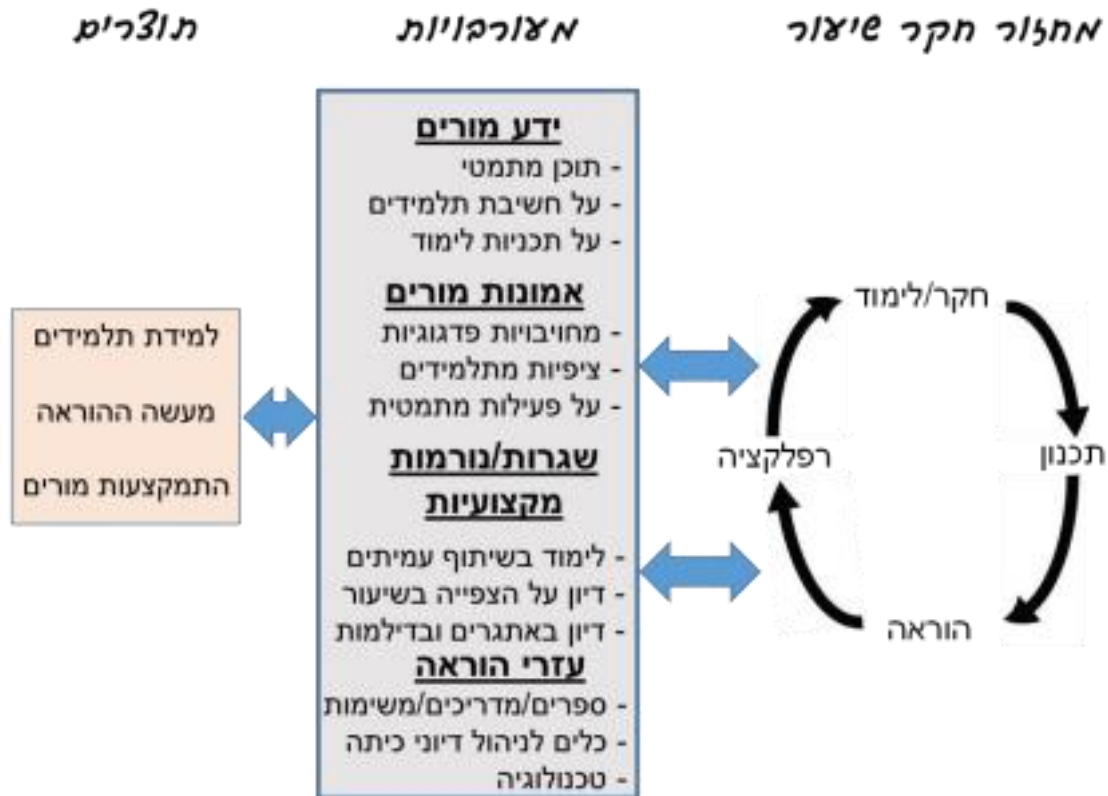 מחזור חקר שיעור
מעורבויות
תוצרים
חקר/לימוד
תכנון
הוראה
רפלקציה
ידע מורים
- תוכן מתמטי
- על חשיבת תלמידים
- על תכניות לימוד
אמונות מורים
- מחויבויות פדגוגיות
- ציפיות מתלמידים
- על פעילות מתמטית
שגרות/נורמות
מקצועיות
- לימוד בשיתוף עמיתים
- דיון על הצפייה בשיעור
- דיון באתגרים ובדילמות
עזרי הוראה
- ספרים/מדריכים/משימות
- כלים לניהול דיוני כיתה
- טכנולוגיה
למידת תלמידים
מעשה ההוראה
התמקצעות מורים